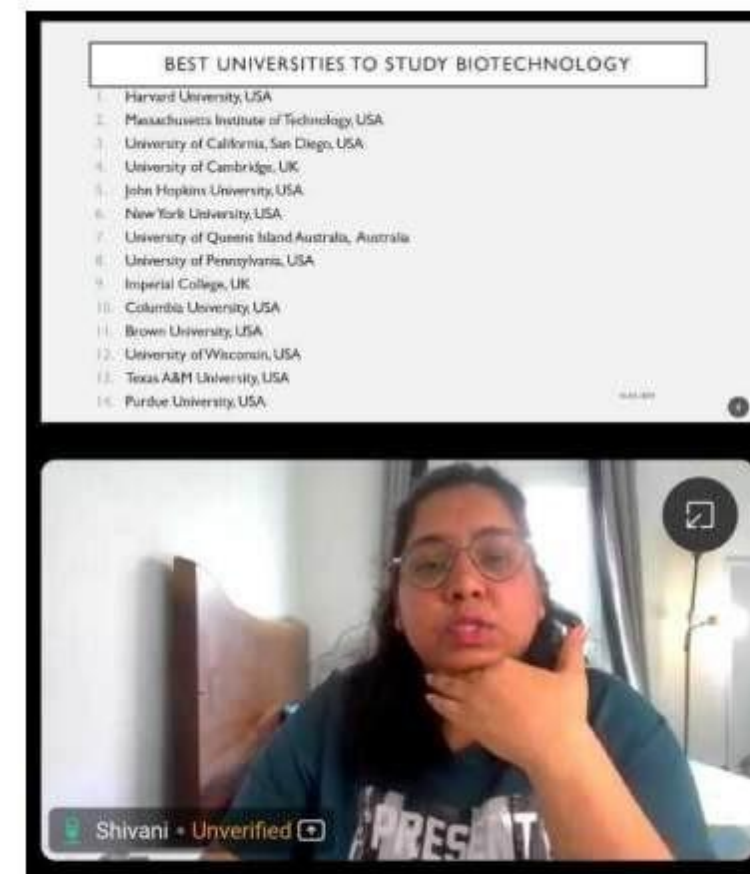 BEST UNIVERSITIES TO STUDY BIOTECHNOLOGY
1. Harvard University, USA
2. Massachusetts Institute of Technology, USA
3. University of California, San Diego, USA
4. University of Cambridge, UK
5. John Hopkins University, USA
6. New York University, USA
7. University of Queens Island Australia, Australia
8. University of Pennsylvania, USA
9. Imperial College, UK
10. Columbia University, USA
11. Brown University, USA
12. University of Wisconsin, USA
13. Texas A&M University, USA
14. Purdue University, USA
Shivani • Unverified
PRESENT